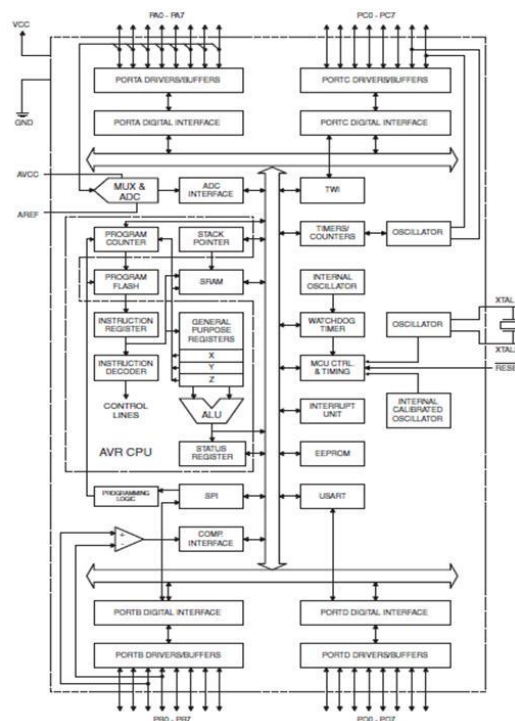 PA0 - PA7
PC0 - PC7
VCC
GND
PORTA DRIVERS/BUFFERS
PORTC DRIVERS/BUFFERS
PORTA DIGITAL INTERFACE
PORTC DIGITAL INTERFACE
AVCC
MUX &
ADC
ADC
INTERFACE
TWI
AREF
PROGRAM
COUNTER
STACK
POINTER
TIMERS/
COUNTERS
OSCILLATOR
PROGRAM
FLASH
SRAM
INTERNAL
OSCILLATOR
INSTRUCTION
REGISTER
GENERAL
PURPOSE
REGISTERS
WATCHDOG
TIMER
OSCILLATOR
XTAL
X
Y
Z
INSTRUCTION
DECODER
MCU CTRL.
& TIMING
XTAL
RESE
CONTROL
LINES
ALU
INTERRUPT
UNIT
INTERNAL
CALIBRATED
OSCILLATOR
AVR CPU
STATUS
REGISTER
EEPROM
PROGRAMMING
LOGIC
SPI
USART
+
-
COMP.
INTERFACE
PORTB DIGITAL INTERFACE
PORTD DIGITAL INTERFACE
PORTB DRIVERS/BUFFERS
PORTD DRIVERS/BUFFERS
PB0 - PB7
PD0 - PD7